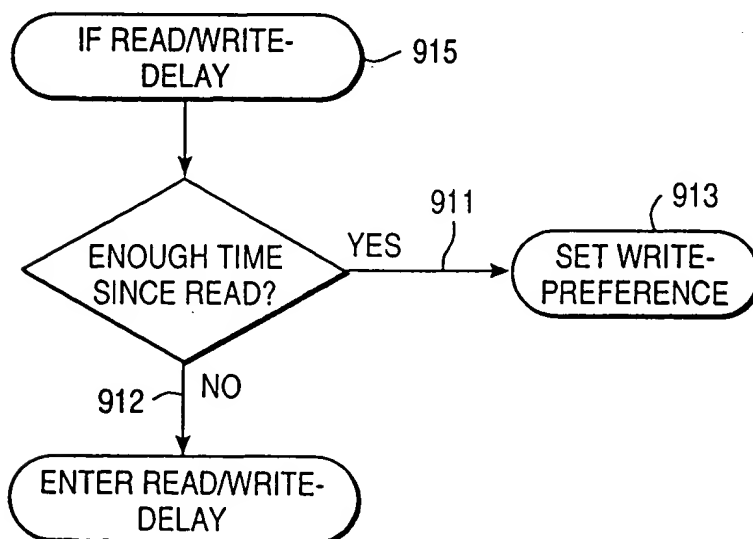 IF READ/WRITE-
DELAY
915
ENOUGH TIME
SINCE READ?
YES
911
913
SET WRITE-
PREFERENCE
912
NO
ENTER READ/WRITE-
DELAY